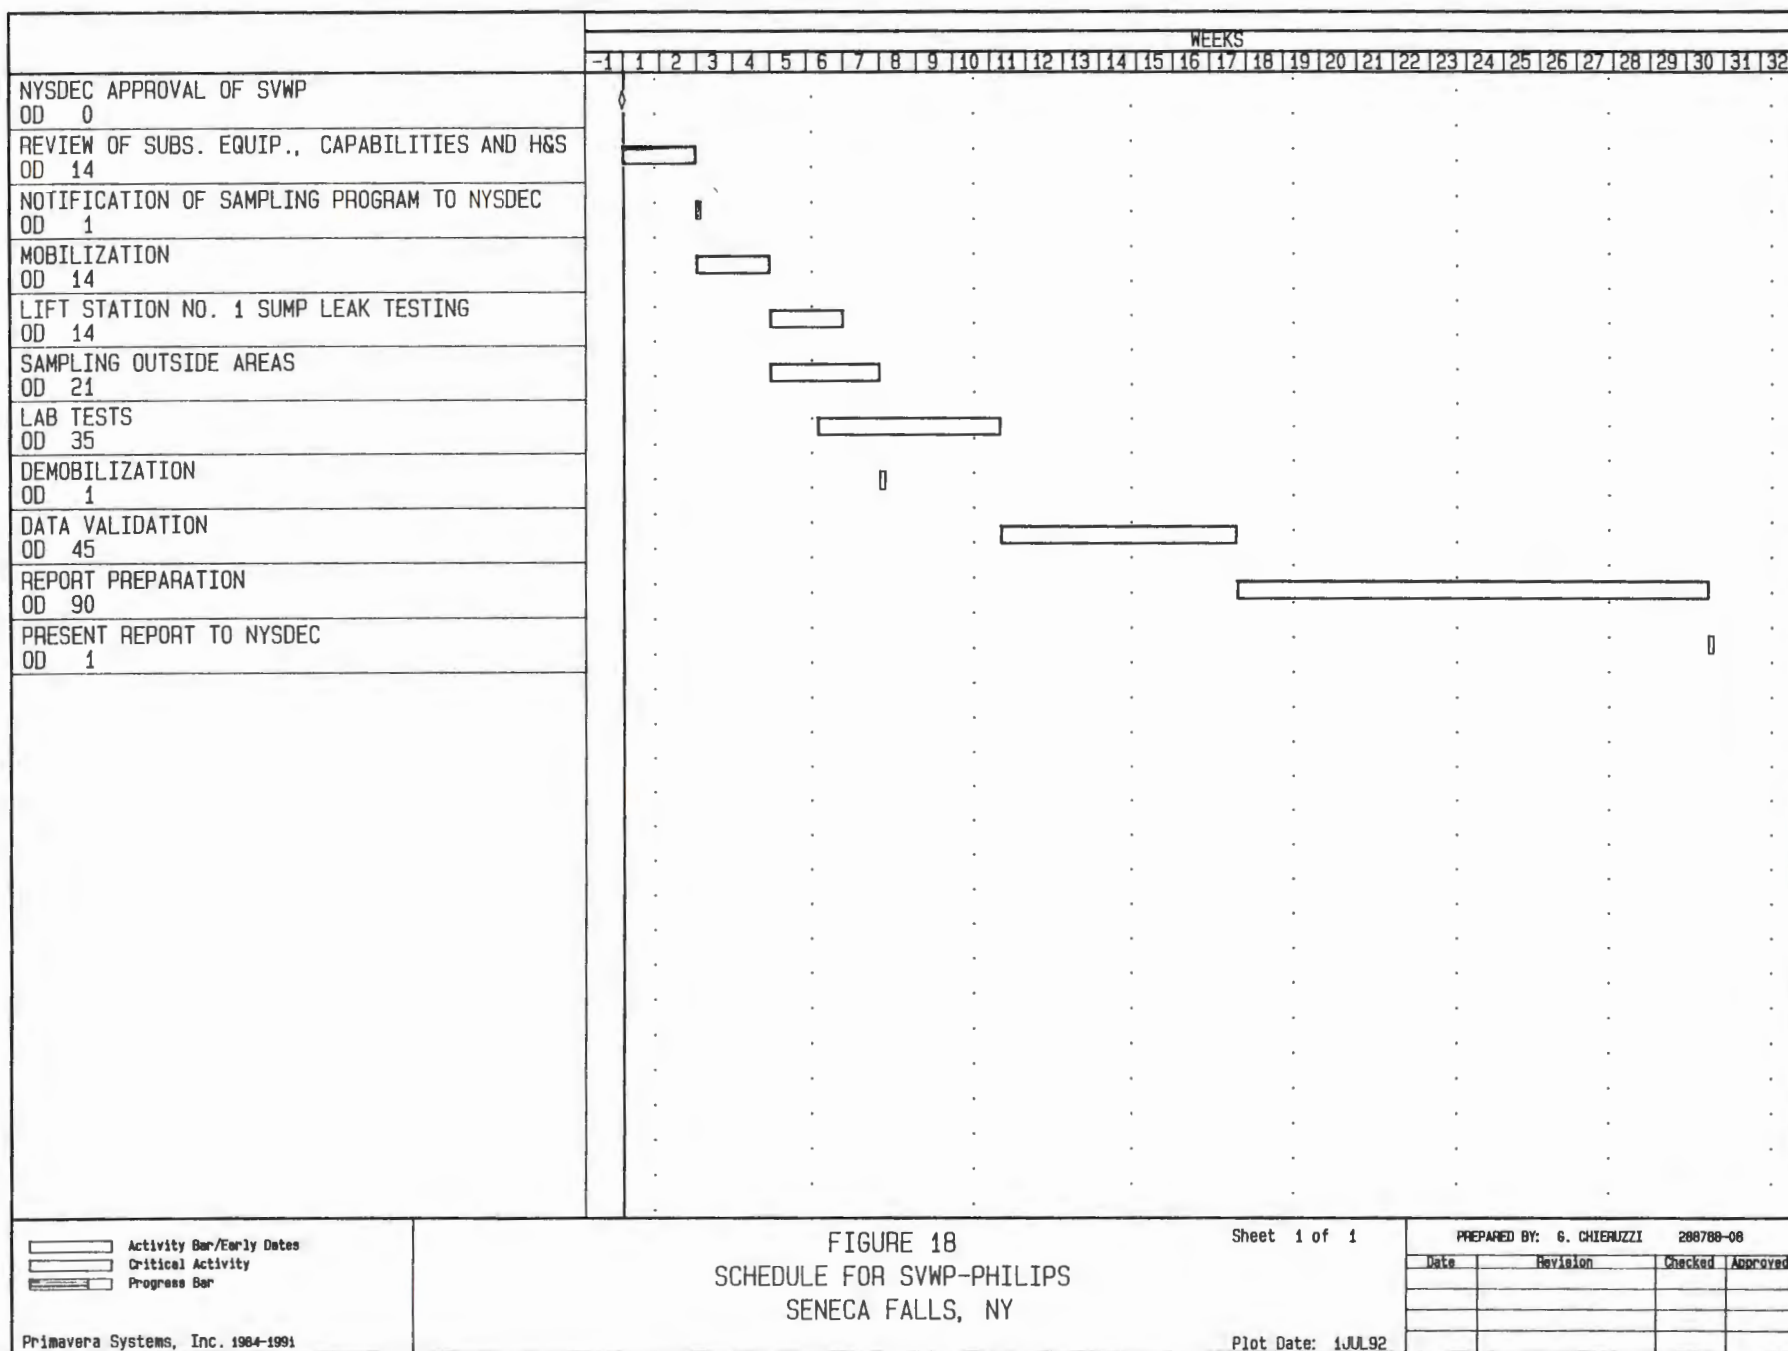 WEEKS
-1 1 2 3 4 5 6 7 8 9 10 11 12 13 14 15 16 17 18 19 20 21 22 23 24 25 26 27 28 29 30 31 32
NYSDEC APPROVAL OF SVWP
OD 0
REVIEW OF SUBS. EQUIP., CAPABILITIES AND H&S
OD 14
NOTIFICATION OF SAMPLING PROGRAM TO NYSDEC
OD 1
MOBILIZATION
OD 14
LIFT STATION NO. 1 SUMP LEAK TESTING
OD 14
SAMPLING OUTSIDE AREAS
OD 21
LAB TESTS
OD 35
DEMOBILIZATION
OD 1
DATA VALIDATION
OD 45
REPORT PREPARATION
OD 90
PRESENT REPORT TO NYSDEC
OD 1
Activity Bar/Early Dates
Critical Activity
Progress Bar
Primavera Systems, Inc. 1984-1991
FIGURE 18
SCHEDULE FOR SVWP-PHILIPS
SENECA FALLS, NY
Sheet 1 of 1
Plot Date: 1JUL92
PREPARED BY: G. CHIERUZZI 288788-08
Date Revision Checked Approved